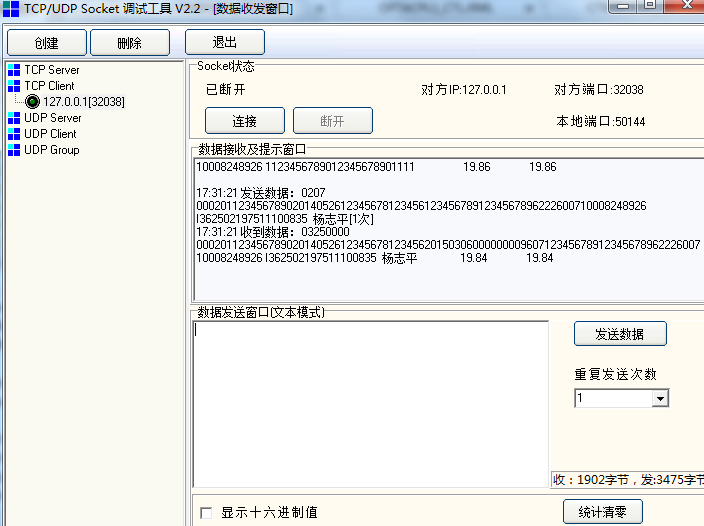 TCP/UDP Socket 调试工具 V2.2 - [数据收发窗口]
创建 删除 退出
TCP Server
TCP Client
127.0.0.1[32038]
UDP Server
UDP Client
UDP Group
Socket状态
已断开 对方IP:127.0.0.1 对方端口:32038
连接 断开 本地端口:50144
数据接收及提示窗口
10008248926 1123456789012345678901111 19.86 19.86
17:31:21 发送数据：0207
000201123456789020140526123456781234561234567891234567896222600710008248926
I362502197511100835 杨志平[1次]
17:31:21 收到数据：03250000
000201123456789020140526123456781234562015030600000000960712345678912345678962226007
10008248926 I362502197511100835 杨志平 19.84 19.84
数据发送窗口(文本模式)
发送数据
重复发送次数
1
收：1902字节，发:3475字节
显示十六进制值 统计清零